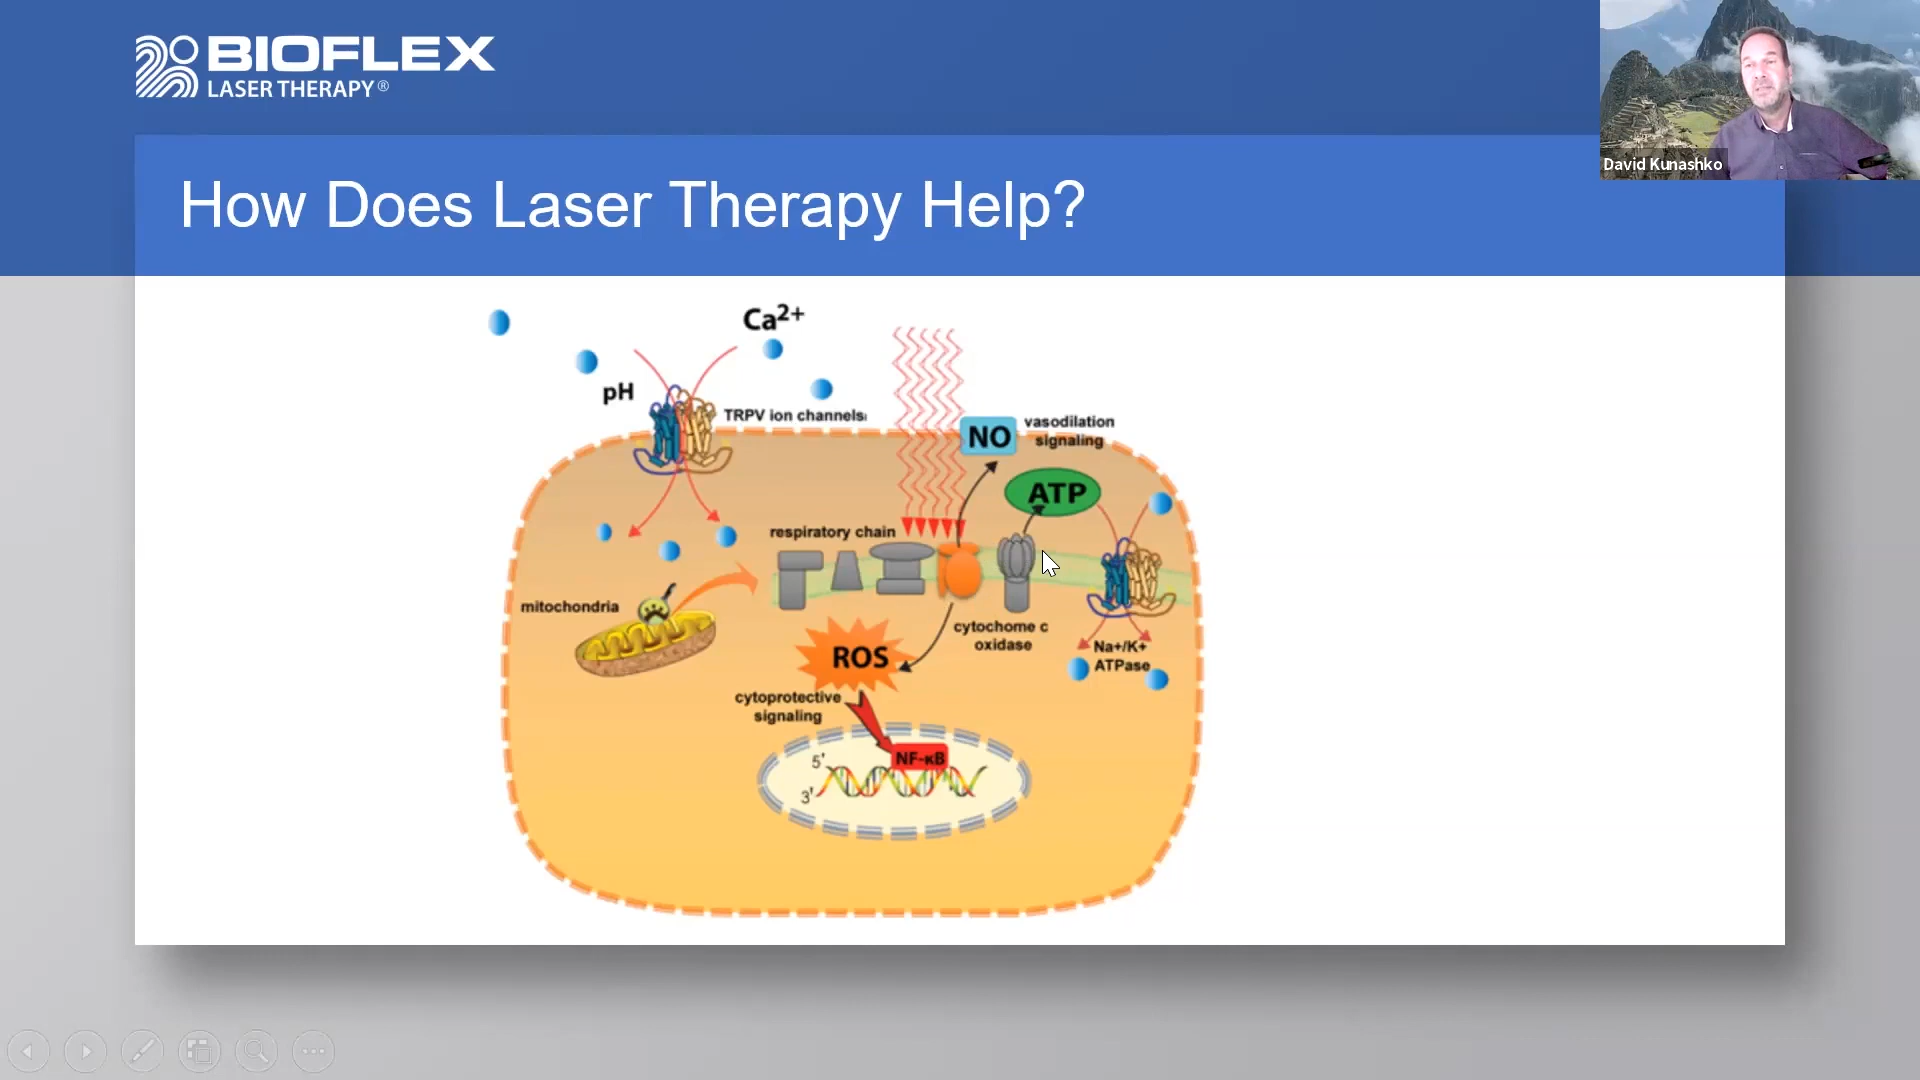 BIOFLEX
LASER THERAPY®
David Kunashko
How Does Laser Therapy Help?
Ca2+
pH
TRPV ion channels
NO
vasodilation
signaling
ATP
respiratory chain
mitochondria
cytochome c
oxidase
Na+/K+
ATPase
ROS
cytoprotective
signaling
NF-κB
5'
3'